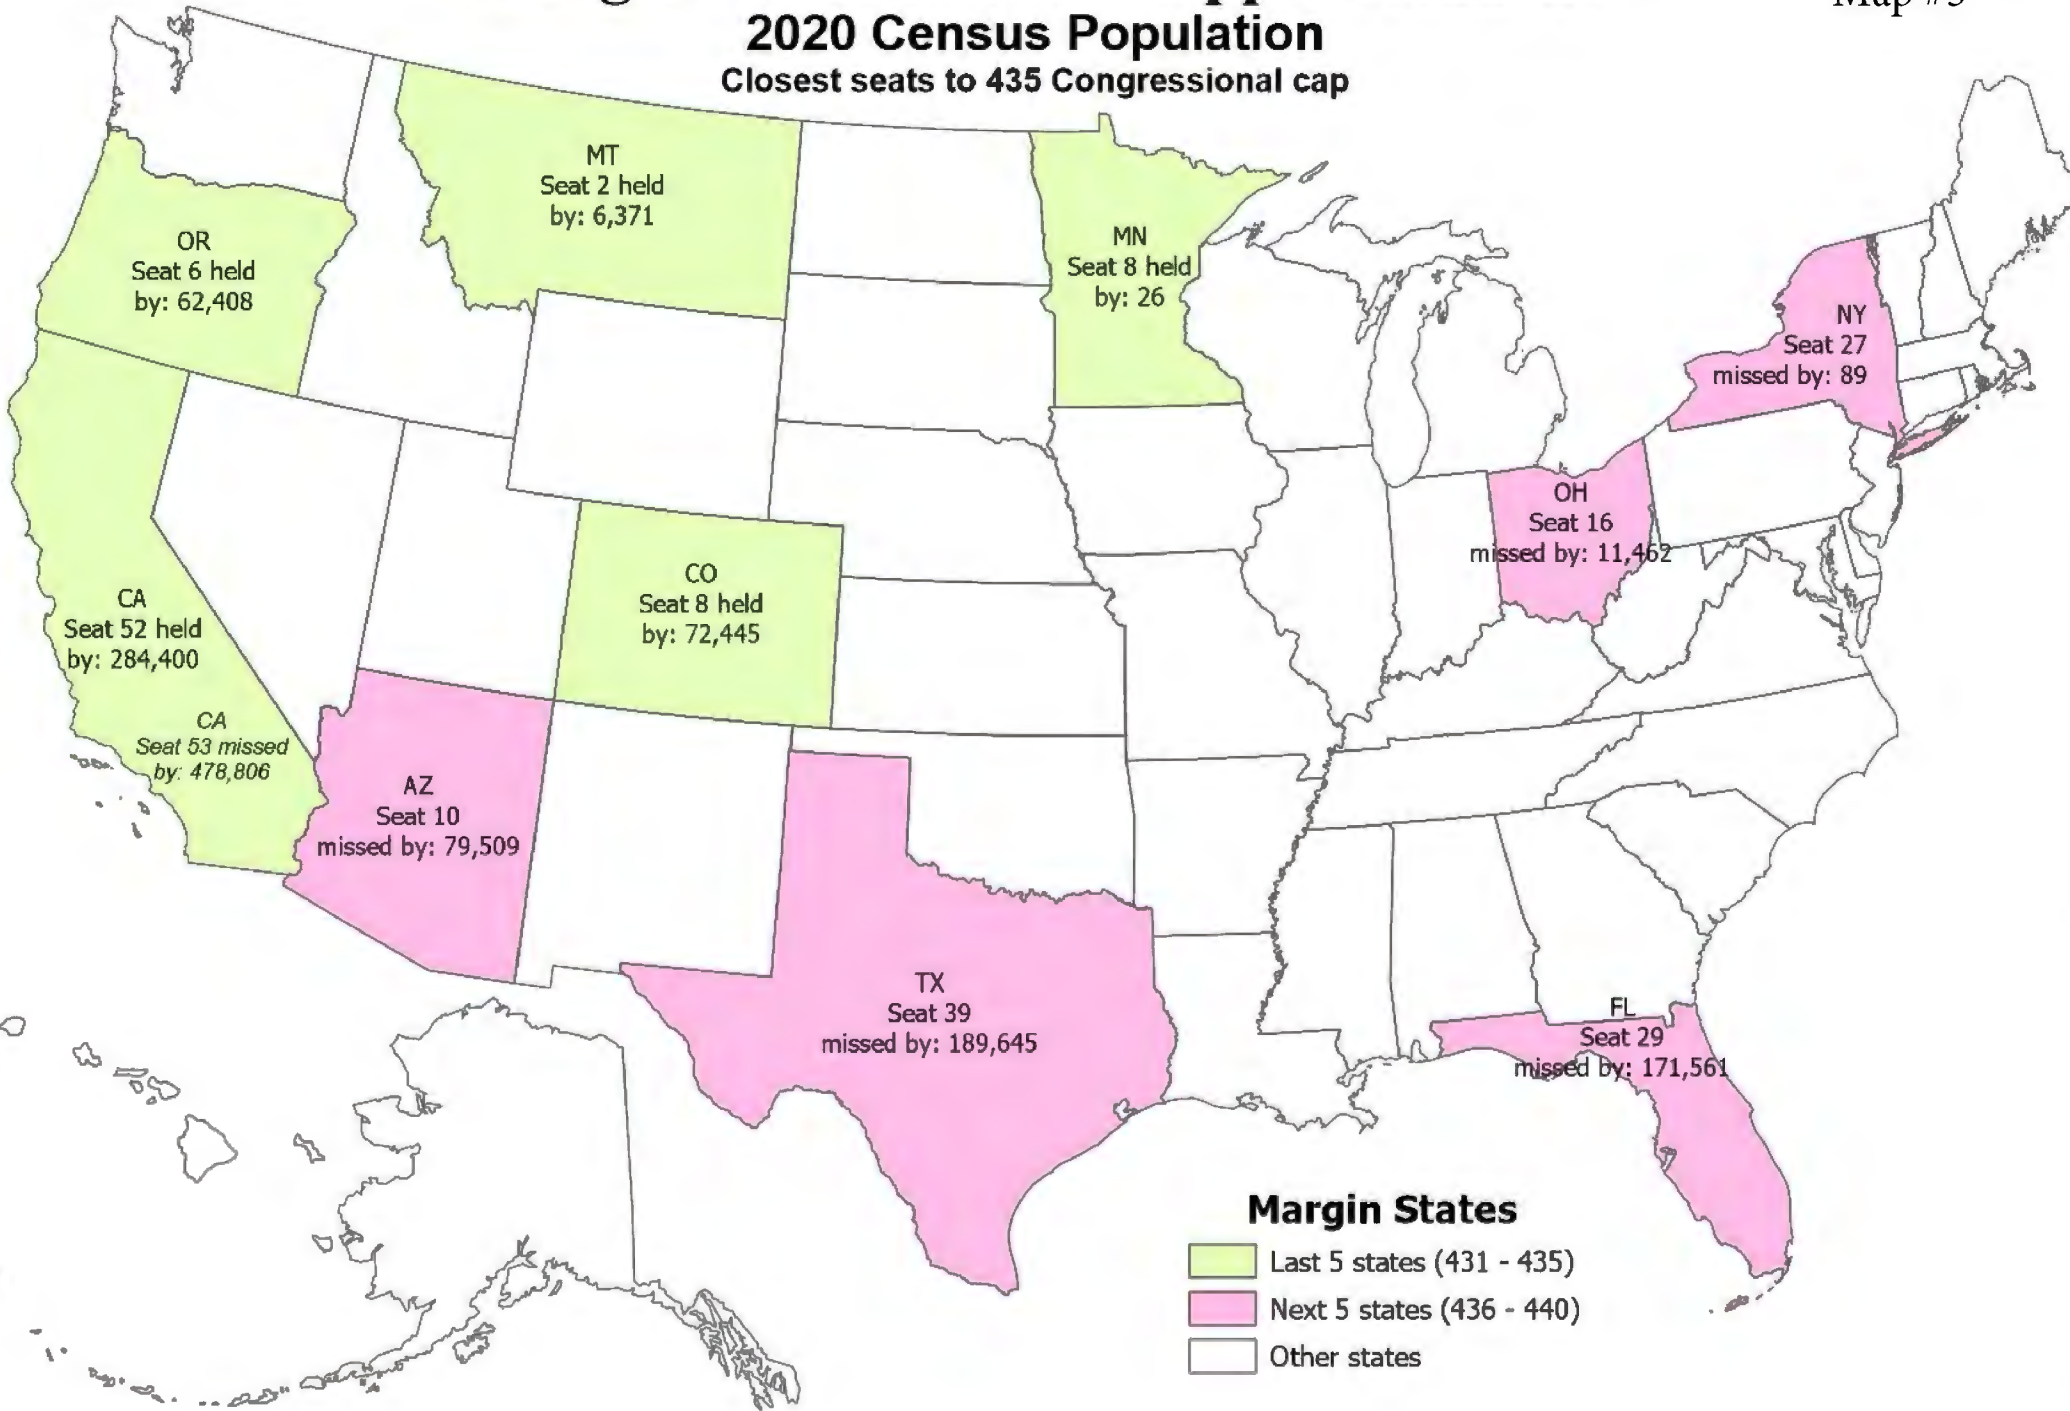 2020 Census Population
Closest seats to 435 Congressional cap
MT
Seat 2 held
by: 6,371
OR
Seat 6 held
by: 62,408
MN
Seat 8 held
by: 26
NY
Seat 27
missed by: 89
OH
Seat 16
missed by: 11,462
CO
Seat 8 held
by: 72,445
CA
Seat 52 held
by: 284,400
CA
Seat 53 missed
by: 478,806
AZ
Seat 10
missed by: 79,509
TX
Seat 39
missed by: 189,645
FL
Seat 29
missed by: 171,561
Margin States
Last 5 states (431 - 435)
Next 5 states (436 - 440)
Other states